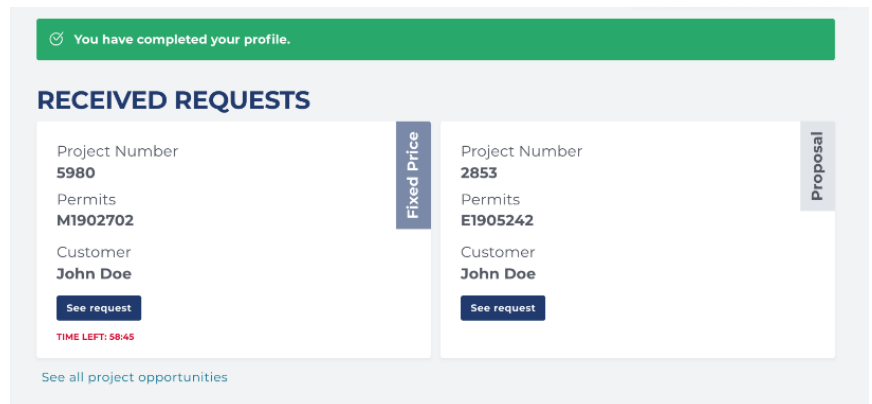 You have completed your profile.
RECEIVED REQUESTS
Project Number
5980
Permits
M1902702
Customer
John Doe
See request
TIME LEFT: 58:45
Fixed Price
Project Number
2853
Permits
E1905242
Customer
John Doe
See request
Proposal
See all project opportunities